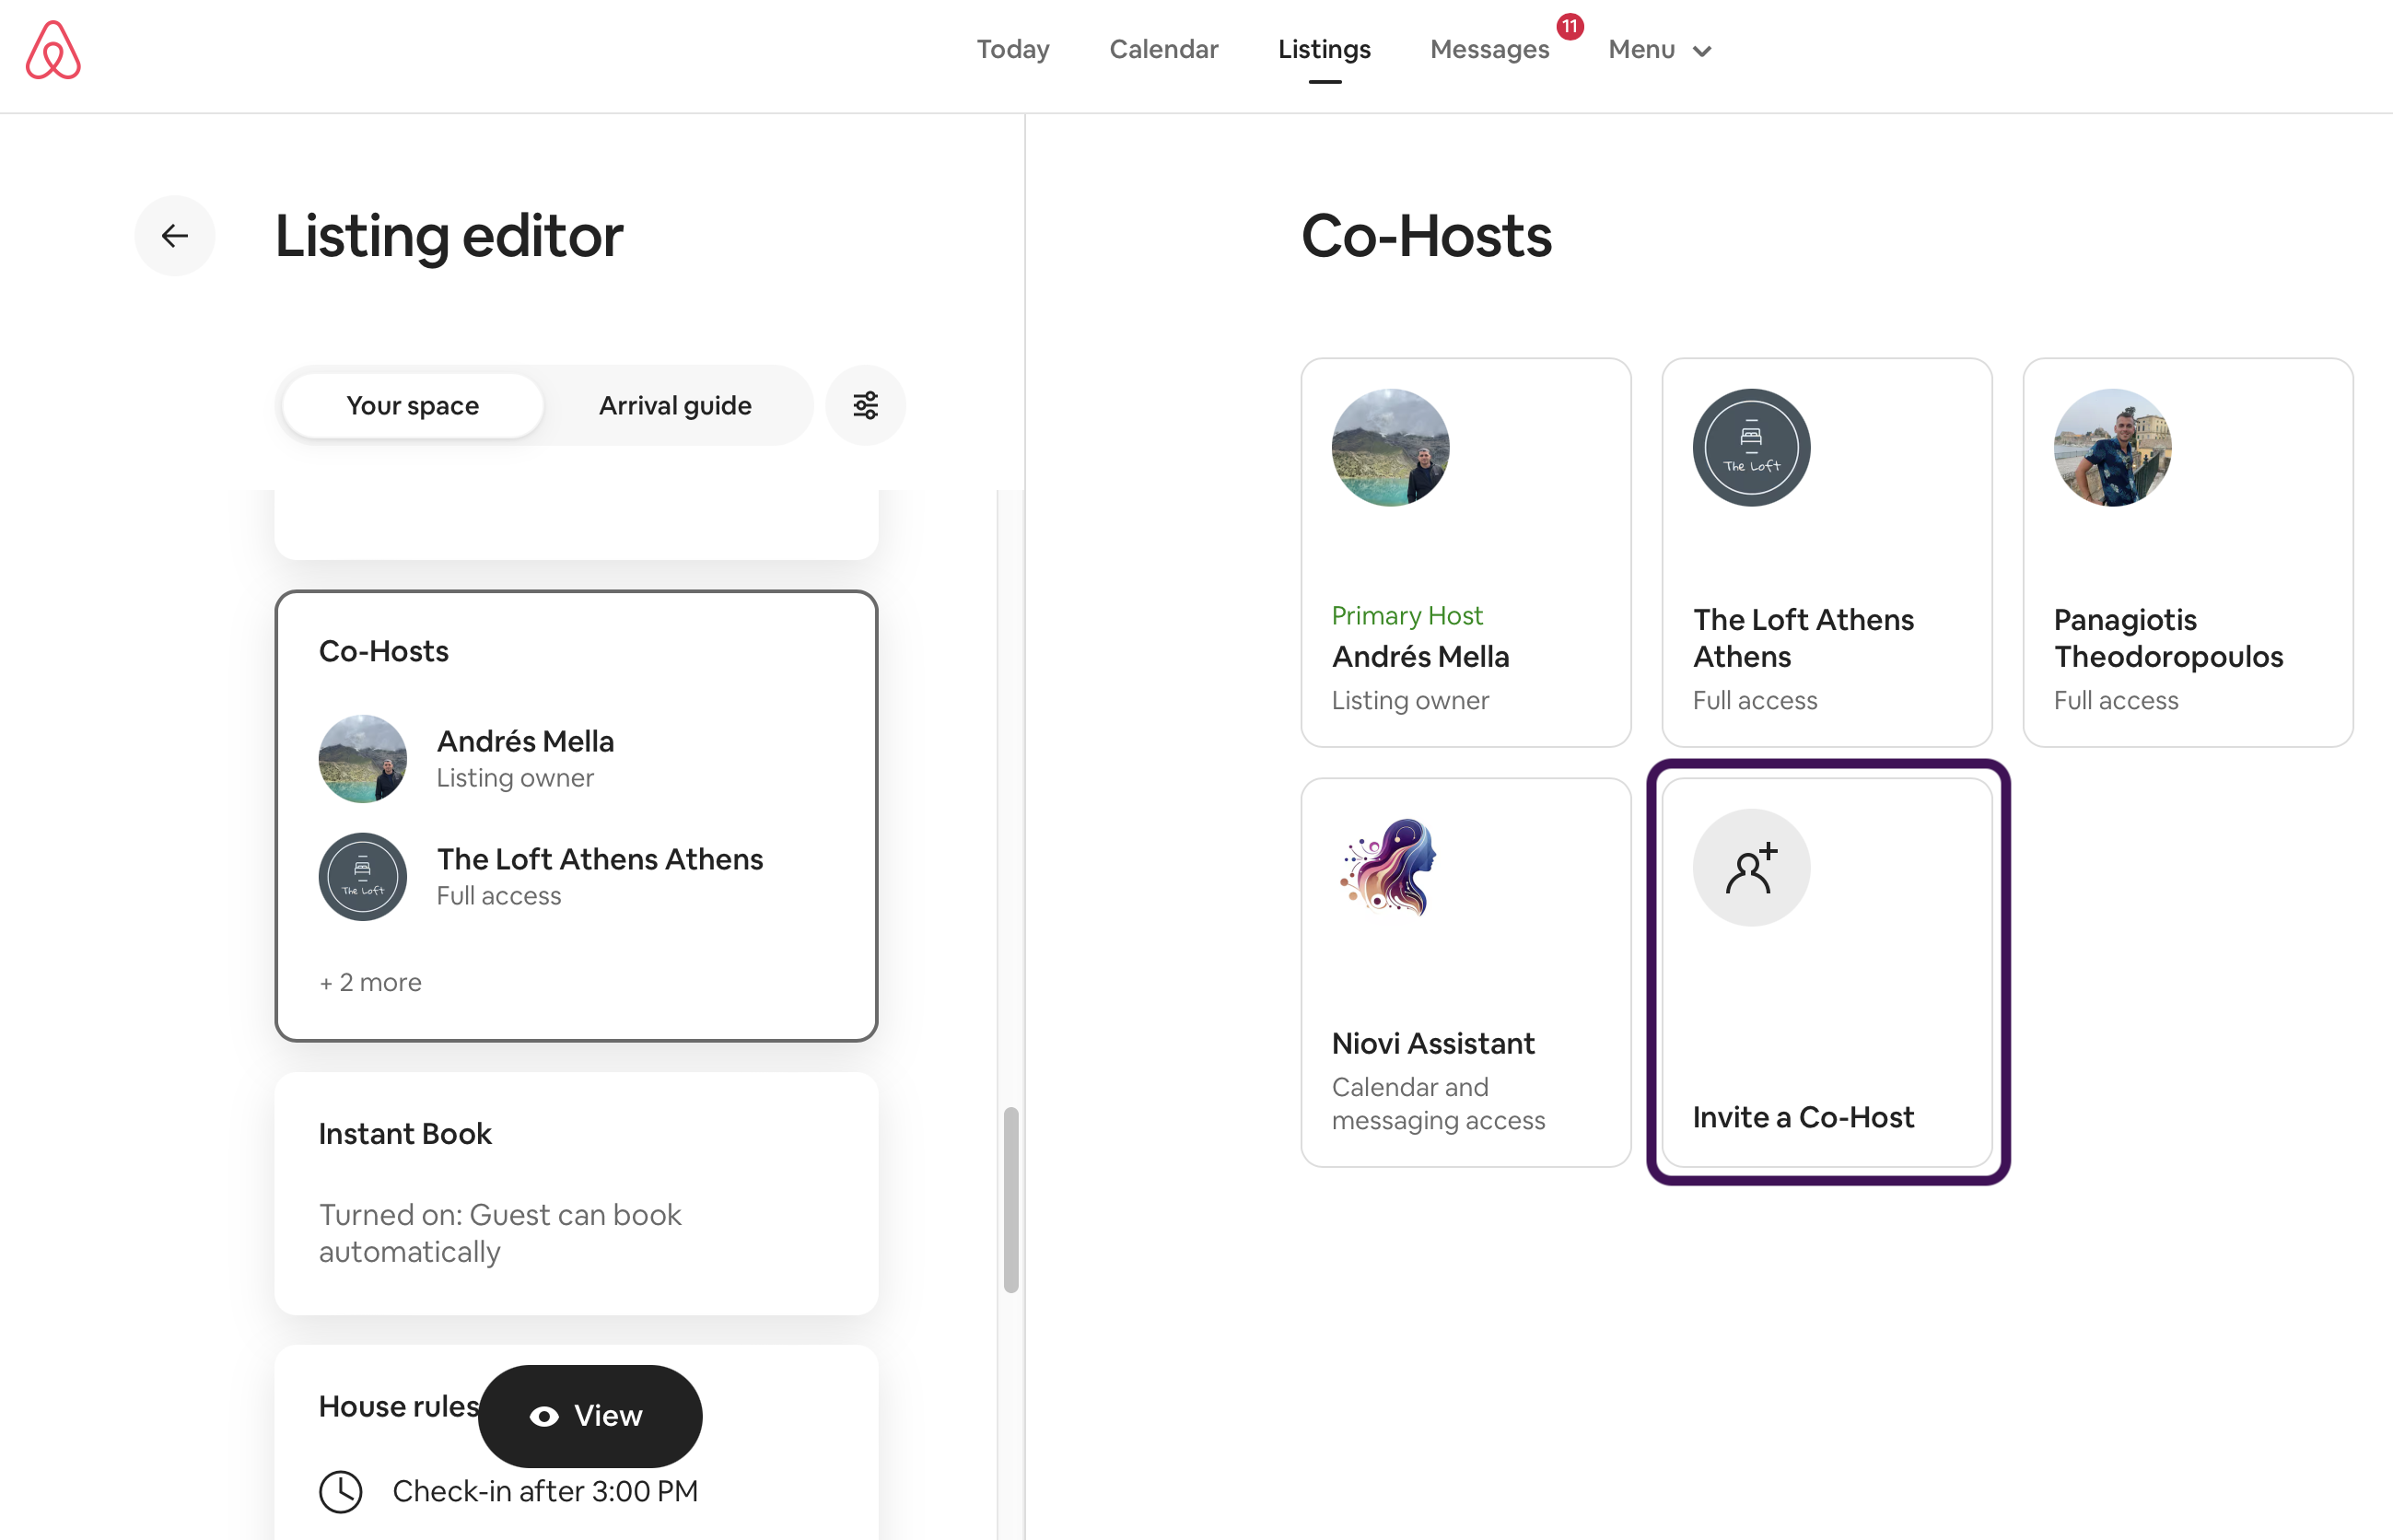 Today
Calendar
Listings
Messages
11
Menu
Listing editor
Your space
Arrival guide
Co-Hosts
Andrés Mella
Listing owner
The Loft
The Loft Athens Athens
Full access
+ 2 more
Instant Book
Turned on: Guest can book
automatically
House rules
View
Check-in after 3:00 PM
Co-Hosts
Primary Host
Andrés Mella
Listing owner
The Loft
The Loft Athens
Athens
Full access
Panagiotis
Theodoropoulos
Full access
Niovi Assistant
Calendar and
messaging access
Invite a Co-Host